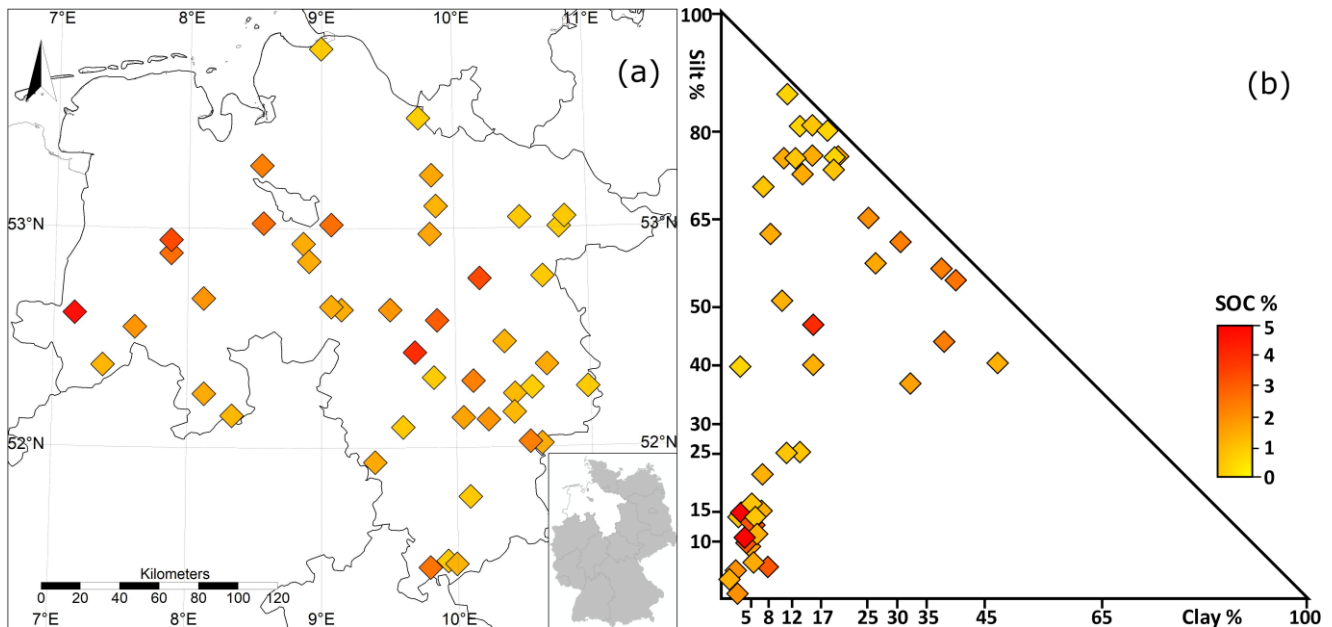 7°E 8°E 9°E 10°E 11°E
(a)
53°N 53°N
52°N 52°N
Kilometers
0 20 40 60 80 100 120
7°E 8°E 9°E 10°E
(b)
100
Silt %
80
65
50
40
30
25
15
10
5 8 12 17 25 30 35 45 65 Clay % 100
SOC %
5
4
3
2
1
0